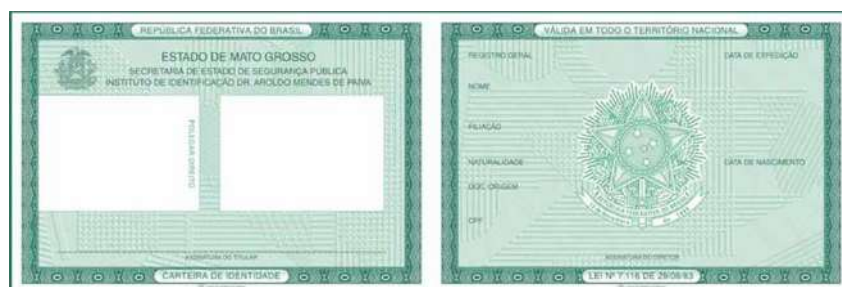 REPÚBLICA FEDERATIVA DO BRASIL
ESTADO DE MATO GROSSO
SECRETARIA DE ESTADO DE SEGURANÇA PÚBLICA
INSTITUTO DE IDENTIFICAÇÃO DR. AROLDO MENDES DE PAIVA
POLEGAR DIREITO
ASSINATURA DO TITULAR
CARTEIRA DE IDENTIDADE
VÁLIDA EM TODO O TERRITÓRIO NACIONAL
REGISTRO GERAL
DATA DE EXPEDIÇÃO
NOME
FILIAÇÃO
NATURALIDADE
DATA DE NASCIMENTO
DOC. ORIGEM
CPF
ASSINATURA DO DIRETOR
LEI Nº 7.116 DE 29/08/83